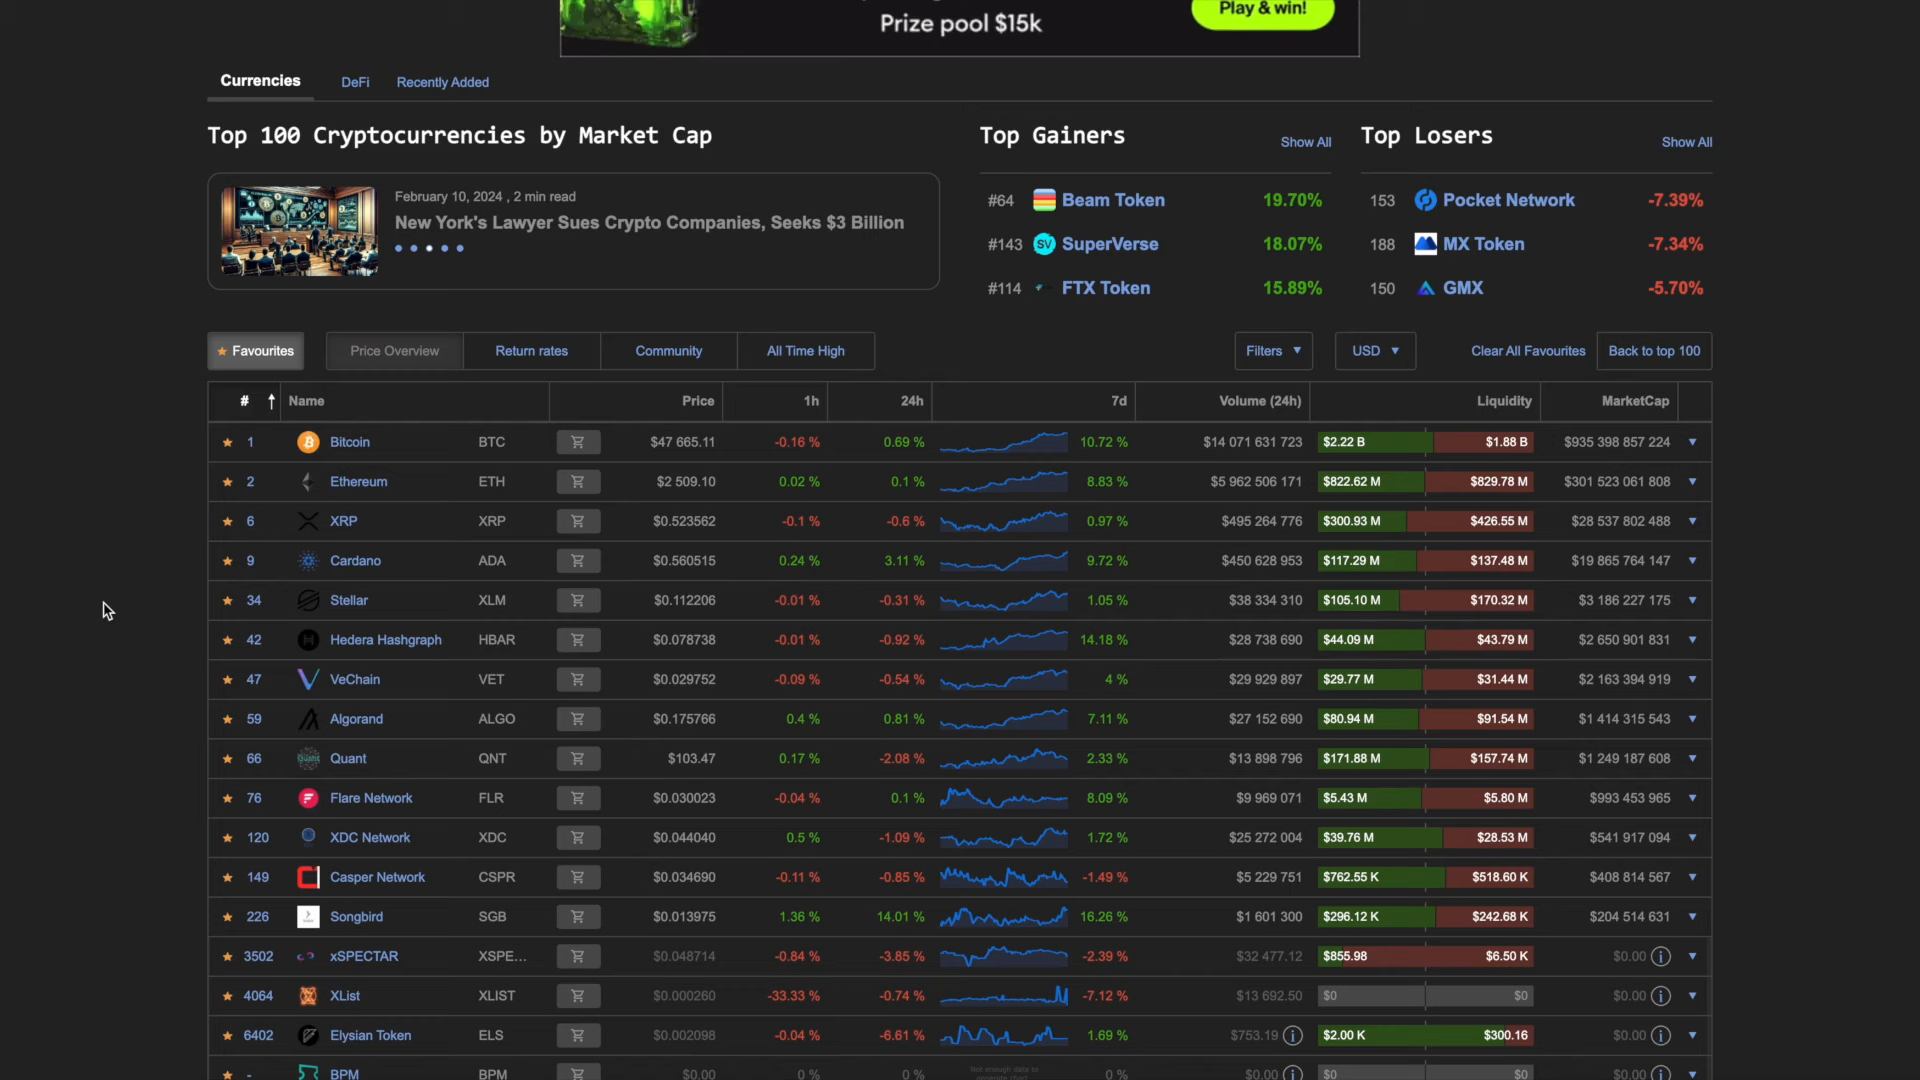 Prize pool $15k
Play & win!
Currencies DeFi Recently Added
Top 100 Cryptocurrencies by Market Cap
February 10, 2024 , 2 min read
New York's Lawyer Sues Crypto Companies, Seeks $3 Billion
Top Gainers Show All
#64 Beam Token 19.70%
#143 SV SuperVerse 18.07%
#114 FTX Token 15.89%
Top Losers Show All
153 Pocket Network -7.39%
188 MX Token -7.34%
150 GMX -5.70%
Favourites Price Overview Return rates Community All Time High Filters USD Clear All Favourites Back to top 100
# Name Price 1h 24h 7d Volume (24h) Liquidity MarketCap
1 Bitcoin BTC $47 665.11 -0.16 % 0.69 % 10.72 % $14 071 631 723 $2.22 B $1.88 B $935 398 857 224
2 Ethereum ETH $2 509.10 0.02 % 0.1 % 8.83 % $5 962 506 171 $822.62 M $829.78 M $301 523 061 808
6 XRP XRP $0.523562 -0.1 % -0.6 % 0.97 % $495 264 776 $300.93 M $426.55 M $28 537 802 488
9 Cardano ADA $0.560515 0.24 % 3.11 % 9.72 % $450 628 953 $117.29 M $137.48 M $19 865 764 147
34 Stellar XLM $0.112206 -0.01 % -0.31 % 1.05 % $38 334 310 $105.10 M $170.32 M $3 186 227 175
42 Hedera Hashgraph HBAR $0.078738 -0.01 % -0.92 % 14.18 % $28 738 690 $44.09 M $43.79 M $2 650 901 831
47 VeChain VET $0.029752 -0.09 % -0.54 % 4 % $29 929 897 $29.77 M $31.44 M $2 163 394 919
59 Algorand ALGO $0.175766 0.4 % 0.81 % 7.11 % $27 152 690 $80.94 M $91.54 M $1 414 315 543
66 Quant QNT $103.47 0.17 % -2.08 % 2.33 % $13 898 796 $171.88 M $157.74 M $1 249 187 608
76 Flare Network FLR $0.030023 -0.04 % 0.1 % 8.09 % $9 969 071 $5.43 M $5.80 M $993 453 965
120 XDC Network XDC $0.044040 0.5 % -1.09 % 1.72 % $25 272 004 $39.76 M $28.53 M $541 917 094
149 Casper Network CSPR $0.034690 -0.11 % -0.85 % -1.49 % $5 229 751 $762.55 K $518.60 K $408 814 567
226 Songbird SGB $0.013975 1.36 % 14.01 % 16.26 % $1 601 300 $296.12 K $242.68 K $204 514 631
3502 xSPECTAR XSPE... $0.048714 -0.84 % -3.85 % -2.39 % $32 477.12 $855.98 $6.50 K $0.00
4064 XList XLIST $0.000260 -33.33 % -0.74 % -7.12 % $13 692.50 $0 $0 $0.00
6402 Elysian Token ELS $0.002098 -0.04 % -6.61 % 1.69 % $753.19 $2.00 K $300.16 $0.00
- BPM BPM $0.00 0 % 0 % Not enough data to 0 % $0.00 $0 $0 $0.00